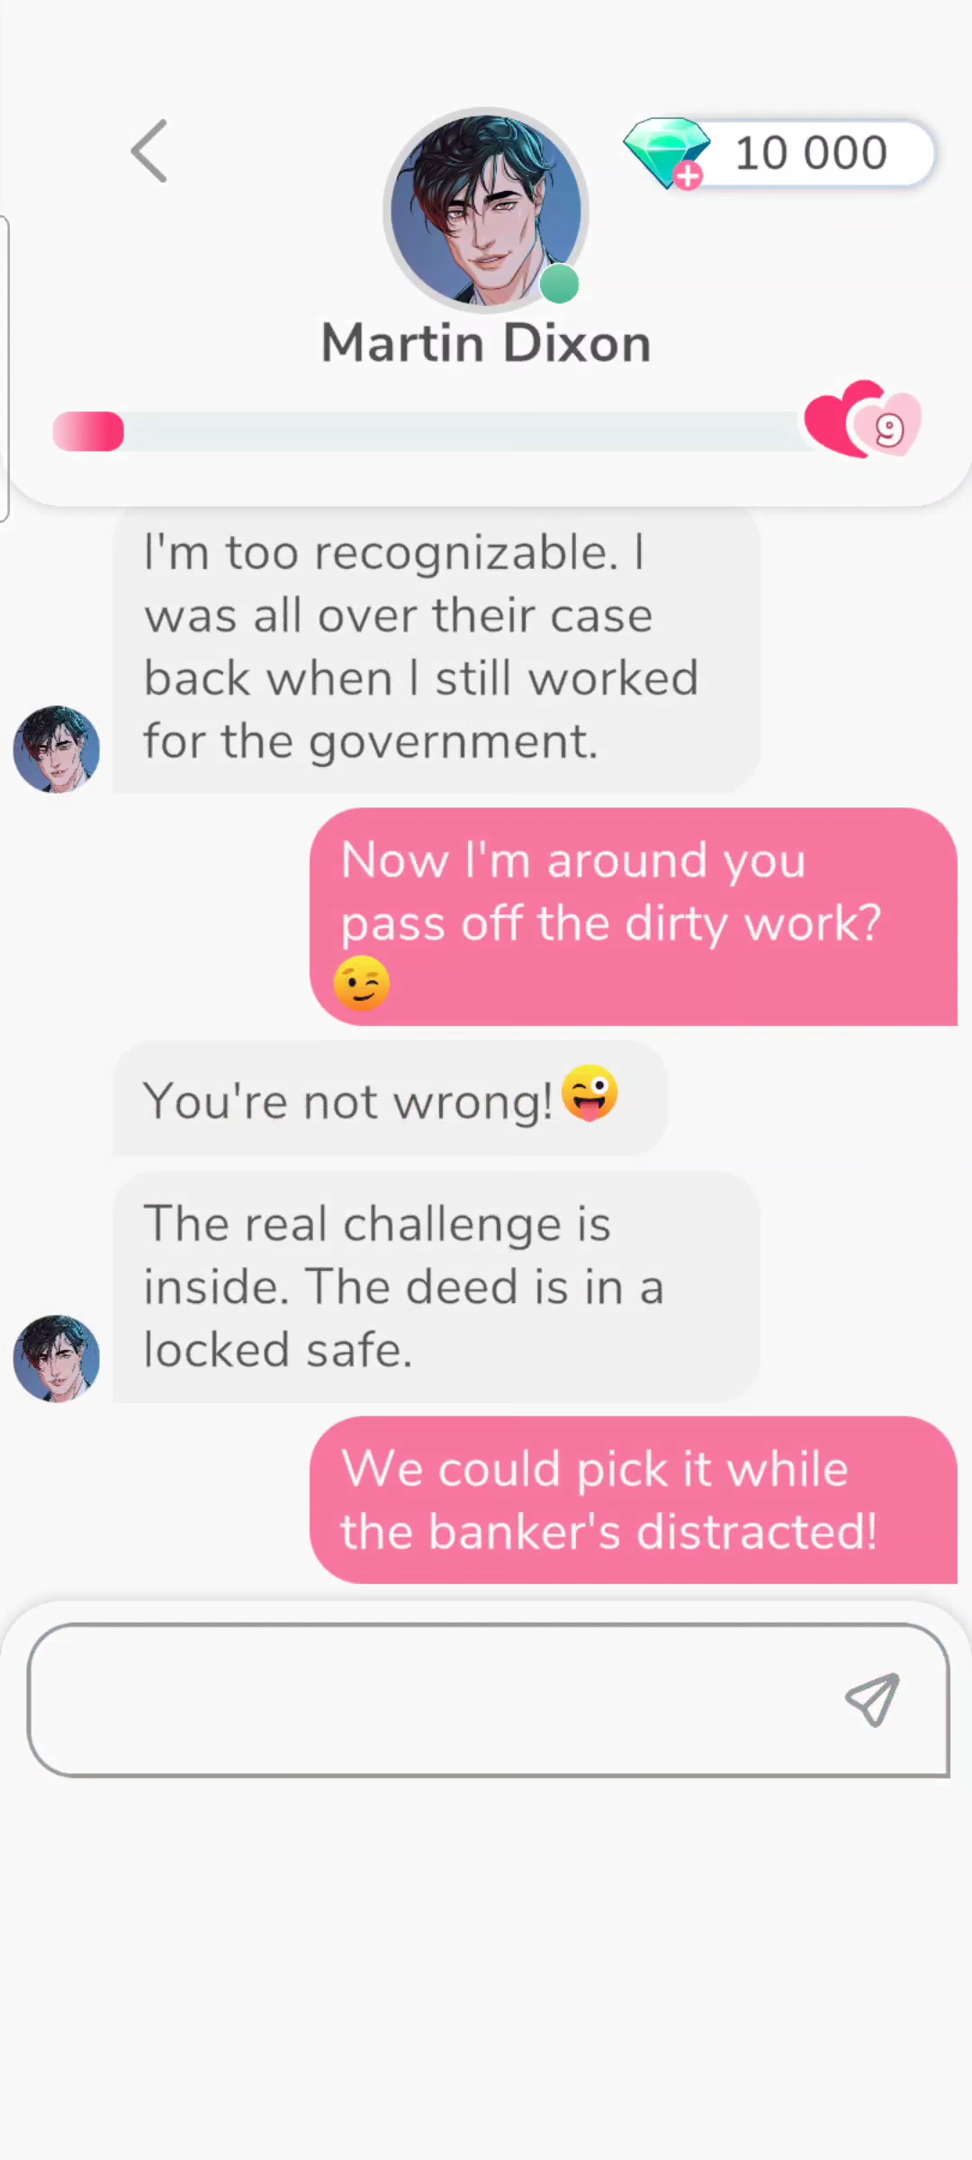 10 000
Martin Dixon
9
I'm too recognizable. I
was all over their case
back when I still worked
for the government.
Now I'm around you
pass off the dirty work?
😉
You're not wrong!😜
The real challenge is
inside. The deed is in a
locked safe.
We could pick it while
the banker's distracted!